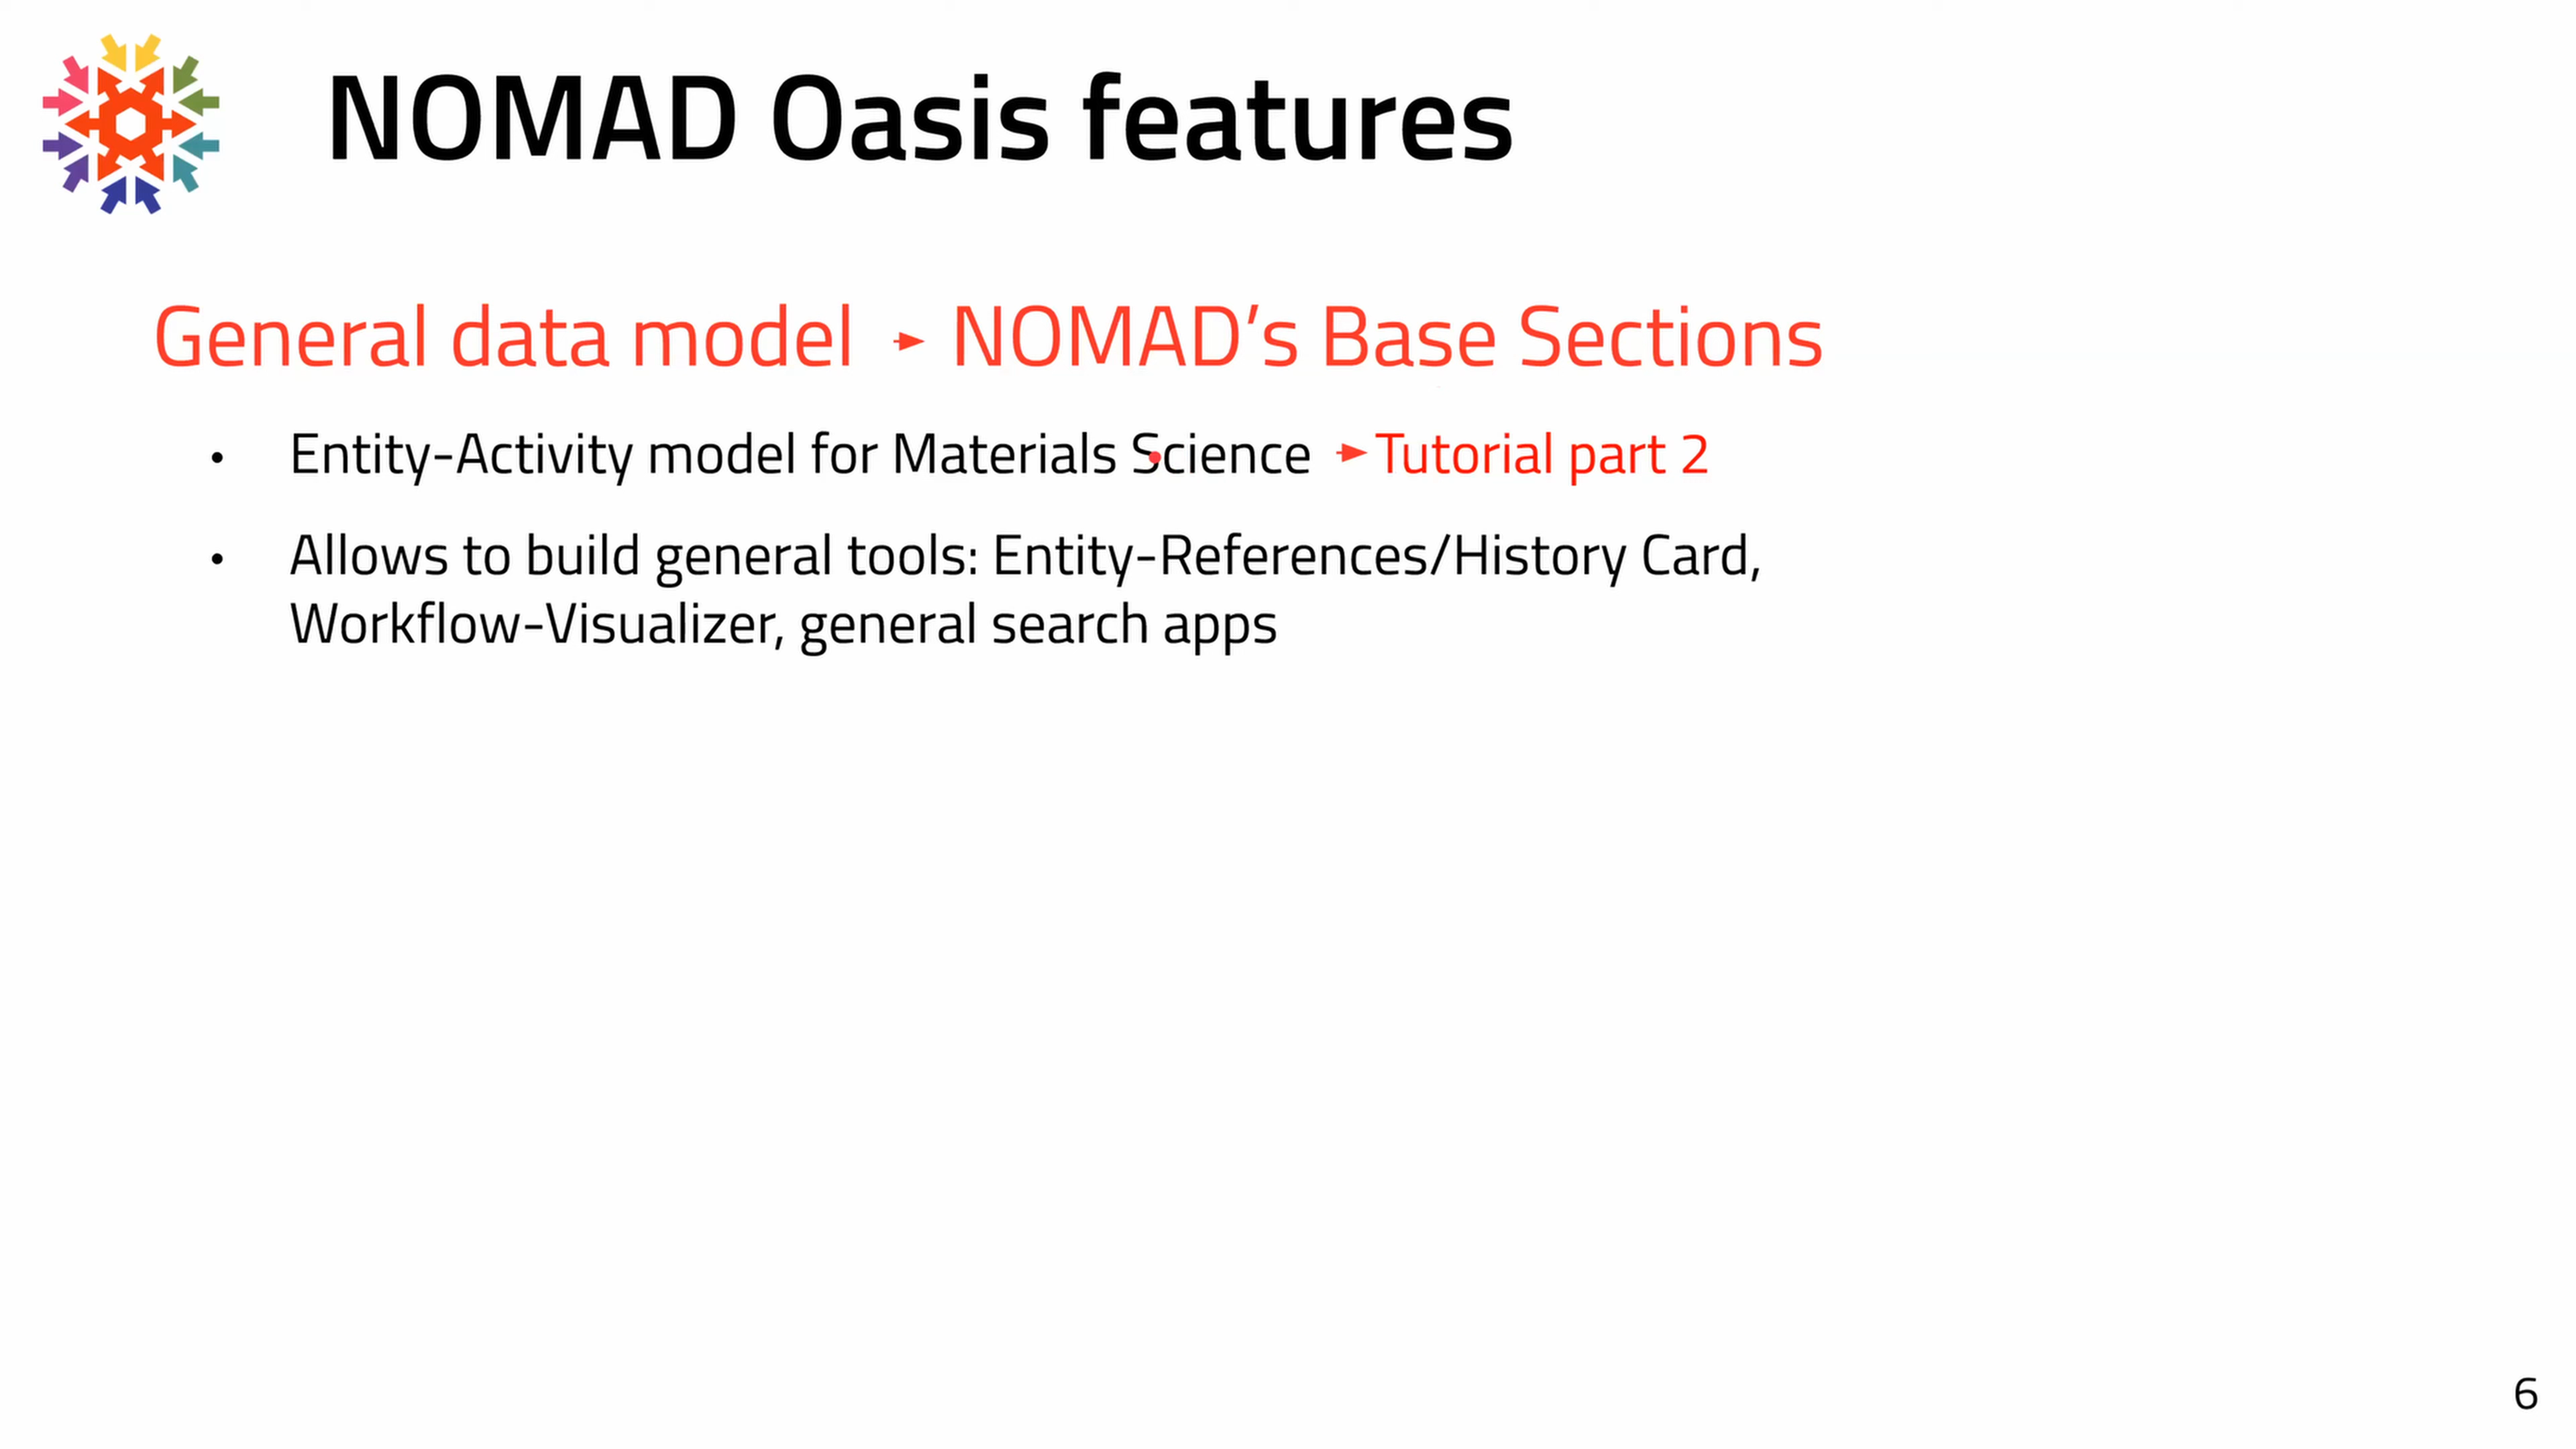 NOMAD Oasis features
General data model ➛ NOMAD’s Base Sections
• Entity-Activity model for Materials Science ➛ Tutorial part 2
• Allows to build general tools: Entity-References/History Card,
Workflow-Visualizer, general search apps
6